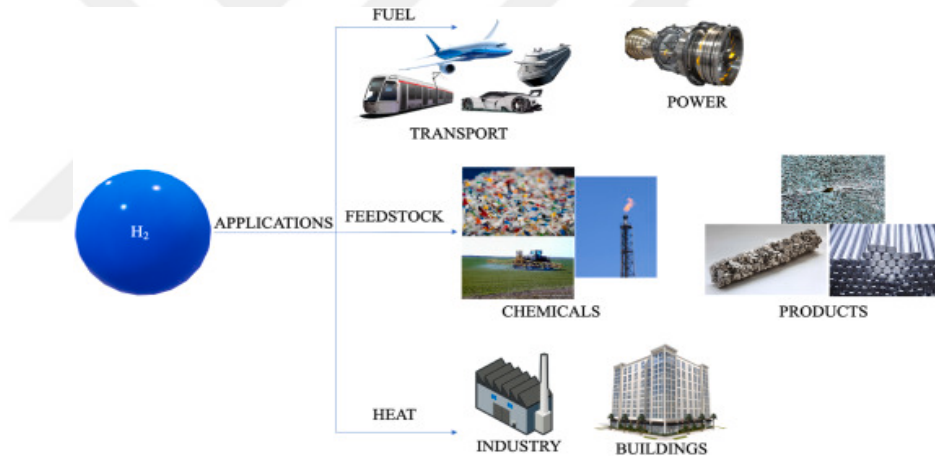 FUEL
TRANSPORT
POWER
H₂
APPLICATIONS
FEEDSTOCK
CHEMICALS
PRODUCTS
HEAT
INDUSTRY
BUILDINGS